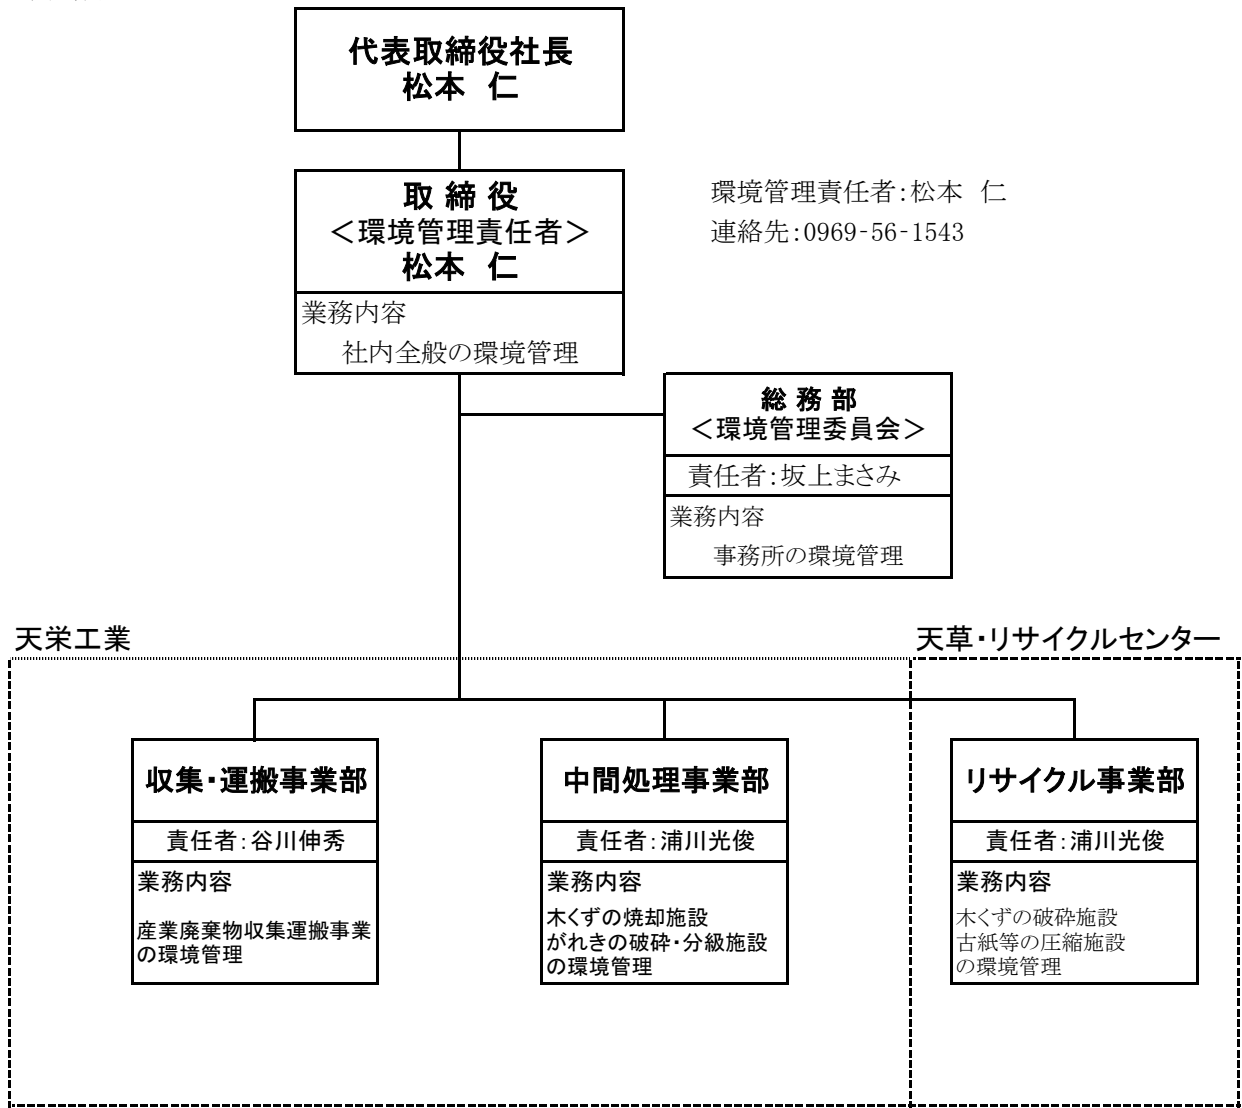 代表取締役社長
松本 仁
取 締 役
＜環境管理責任者＞
松本 仁
業務内容
社内全般の環境管理
環境管理責任者：松本 仁
連絡先：0969-56-1543
総 務 部
＜環境管理委員会＞
責任者：坂上まさみ
業務内容
事務所の環境管理
天栄工業
天草・リサイクルセンター
収集・運搬事業部
責任者：谷川伸秀
業務内容
産業廃棄物収集運搬事業
の環境管理
中間処理事業部
責任者：浦川光俊
業務内容
木くずの焼却施設
がれきの破砕・分級施設
の環境管理
リサイクル事業部
責任者：浦川光俊
業務内容
木くずの破砕施設
古紙等の圧縮施設
の環境管理